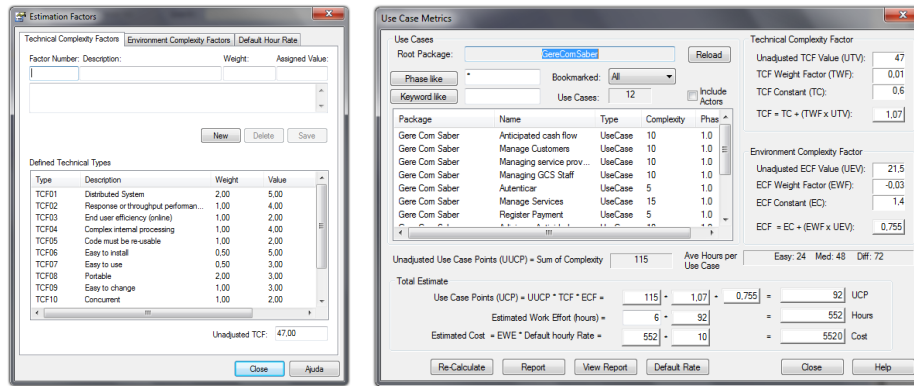 Estimation Factors
Technical Complexity Factors Environment Complexity Factors Default Hour Rate
Factor Number: Description: Weight: Assigned Value:
New Delete Save
Defined Technical Types
Type Description Weight Value
TCF01 Distributed System 2,00 5,00
TCF02 Response or throughput performan... 1,00 4,00
TCF03 End user efficiency (online) 1,00 2,00
TCF04 Complex internal processing 1,00 4,00
TCF05 Code must be re-usable 1,00 2,00
TCF06 Easy to install 0,50 5,00
TCF07 Easy to use 0,50 3,00
TCF08 Portable 2,00 3,00
TCF09 Easy to change 1,00 3,00
TCF10 Concurrent 1,00 2,00
Unadjusted TCF: 47,00
Close Ajuda
Use Case Metrics
Use Cases
Root Package: GereComSaber Reload
Phase like * Bookmarked: All
Keyword like Use Cases: 12 Include Actors
Package Name Type Complexity Phas
Gere Com Saber Anticipated cash flow UseCase 10 1.0
Gere Com Saber Manage Customers UseCase 10 1.0
Gere Com Saber Managing service prov... UseCase 10 1.0
Gere Com Saber Managing GCS Staff UseCase 10 1.0
Gere Com Saber Autenticar UseCase 5 1.0
Gere Com Saber Manage Services UseCase 15 1.0
Gere Com Saber Register Payment UseCase 5 1.0
Technical Complexity Factor
Unadjusted TCF Value (UTV): 47
TCF Weight Factor (TWF): 0,01
TCF Constant (TC): 0,6
TCF = TC + (TWF x UTV): 1,07
Environment Complexity Factor
Unadjusted ECF Value (UEV): 21,5
ECF Weight Factor (EWF): -0,03
ECF Constant (EC): 1,4
ECF = EC + (EWF x UEV): 0,755
Unadjusted Use Case Points (UUCP) = Sum of Complexity 115 Ave Hours per Use Case Easy: 24 Med: 48 Diff: 72
Total Estimate
Use Case Points (UCP) = UUCP * TCF * ECF = 115 * 1,07 * 0,755 = 92 UCP
Estimated Work Effort (hours) = 6 * 92 = 552 Hours
Estimated Cost = EWE * Default hourly Rate = 552 * 10 = 5520 Cost
Re-Calculate Report View Report Default Rate Close Help